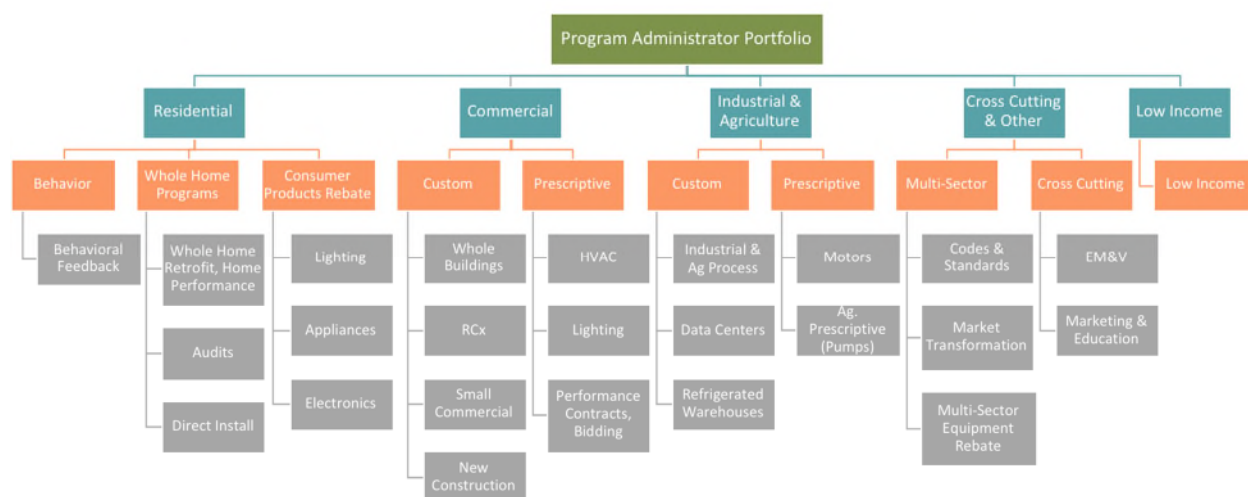 Program Administrator Portfolio
Residential
Commercial
Industrial &
Agriculture
Cross Cutting
& Other
Low Income
Behavior
Whole Home
Programs
Consumer
Products Rebate
Custom
Prescriptive
Custom
Prescriptive
Multi-Sector
Cross Cutting
Low Income
Behavioral
Feedback
Whole Home
Retrofit, Home
Performance
Audits
Direct Install
Lighting
Appliances
Electronics
Whole
Buildings
RCx
Small
Commercial
New
Construction
HVAC
Lighting
Performance
Contracts,
Bidding
Industrial &
Ag Process
Data Centers
Refrigerated
Warehouses
Motors
Ag.
Prescriptive
(Pumps)
Codes &
Standards
Market
Transformation
Multi-Sector
Equipment
Rebate
EM&V
Marketing &
Education